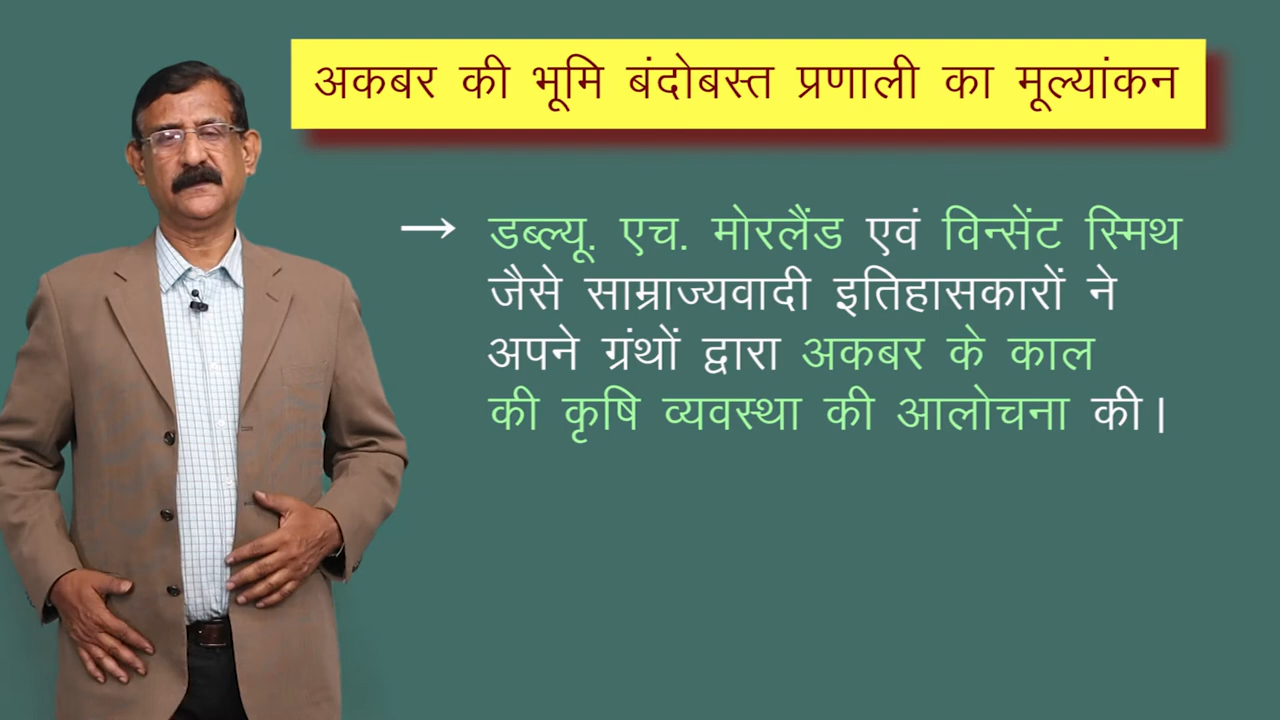 अकबर की भूमि बंदोबस्त प्रणाली का मूल्यांकन
→ डब्ल्यू. एच. मोरलैंड एवं विन्सेंट स्मिथ
जैसे साम्राज्यवादी इतिहासकारों ने
अपने ग्रंथों द्वारा अकबर के काल
की कृषि व्यवस्था की आलोचना की।